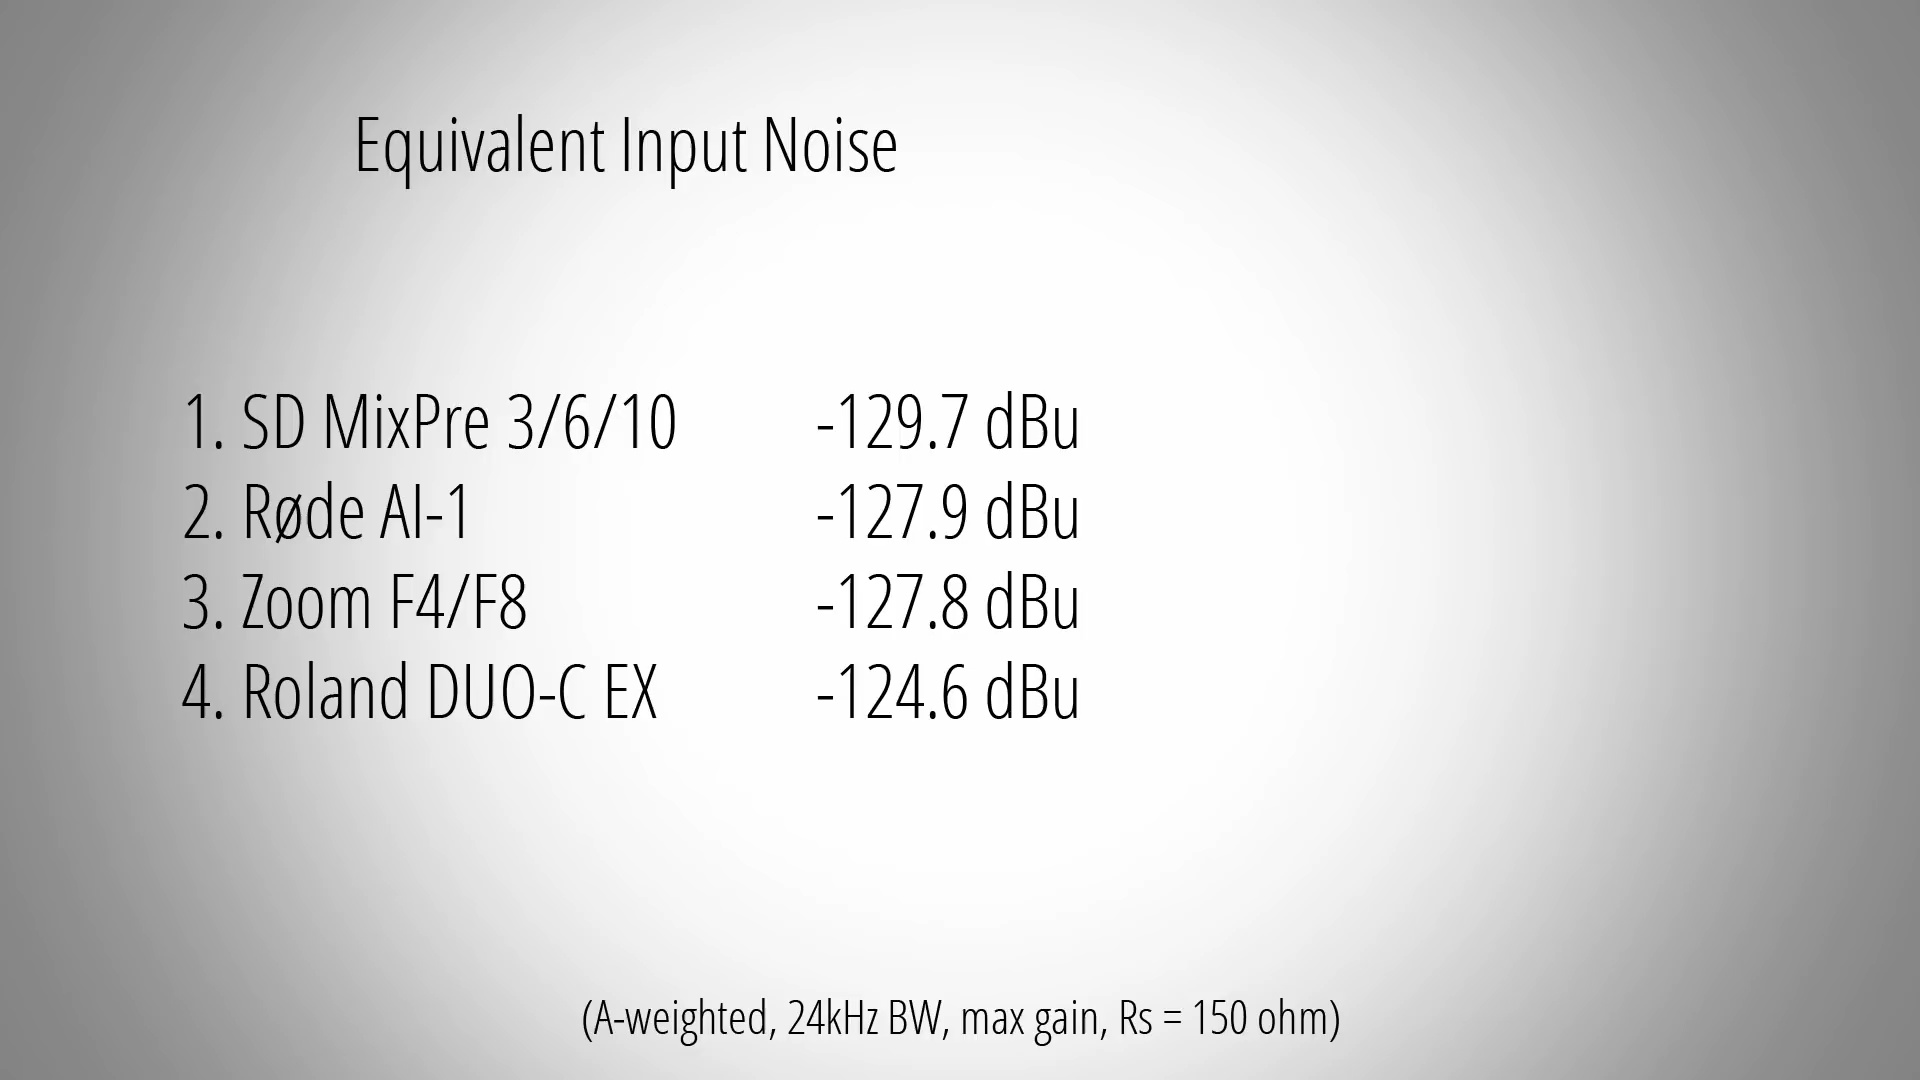 Equivalent Input Noise
1. SD MixPre 3/6/10 -129.7 dBu
2. Røde AI-1 -127.9 dBu
3. Zoom F4/F8 -127.8 dBu
4. Roland DUO-C EX -124.6 dBu
(A-weighted, 24kHz BW, max gain, Rs = 150 ohm)